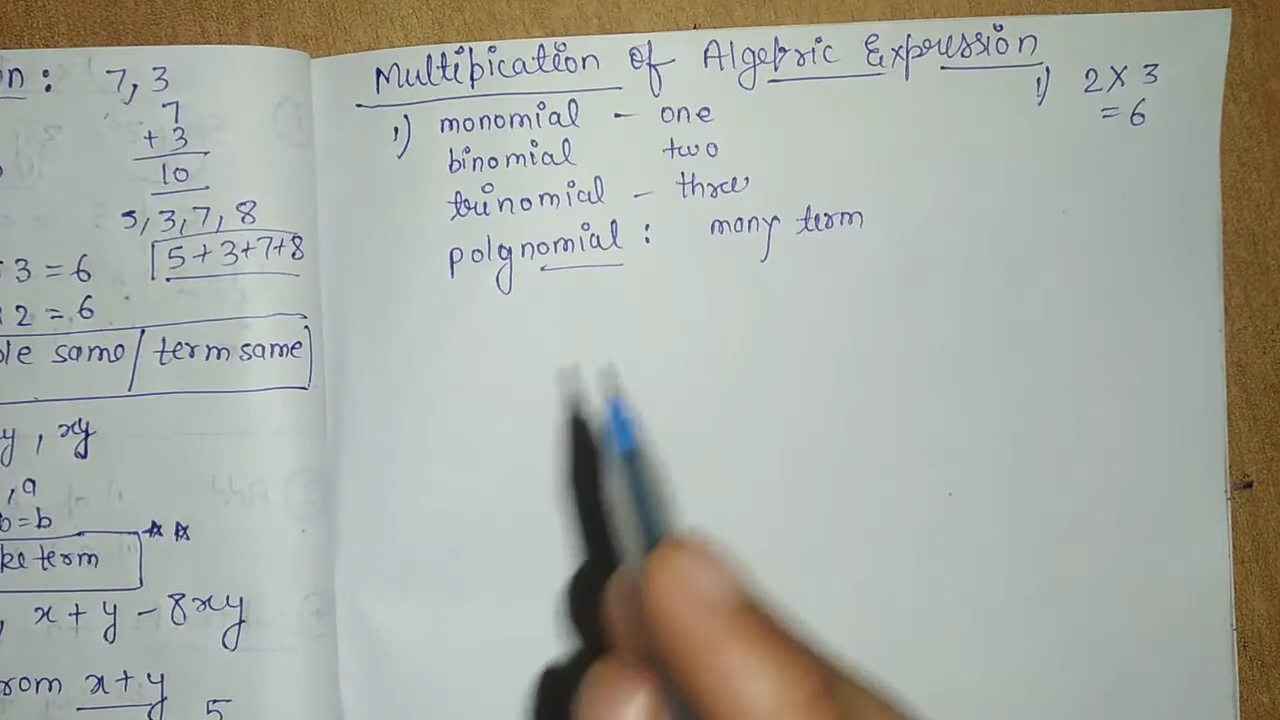 n : 7, 3
7
+ 3
10
5, 3, 7, 8
5 + 3 + 7 + 8
3 = 6
2 = 6
ple same / term same
y , xy
, a
b = b
ke term
x + y - 8xy
rom x + y
5
Multipication of Algebric Expression
1) monomial - one
binomial two
trinomial - three
polgnomial : many term
1) 2 X 3
= 6